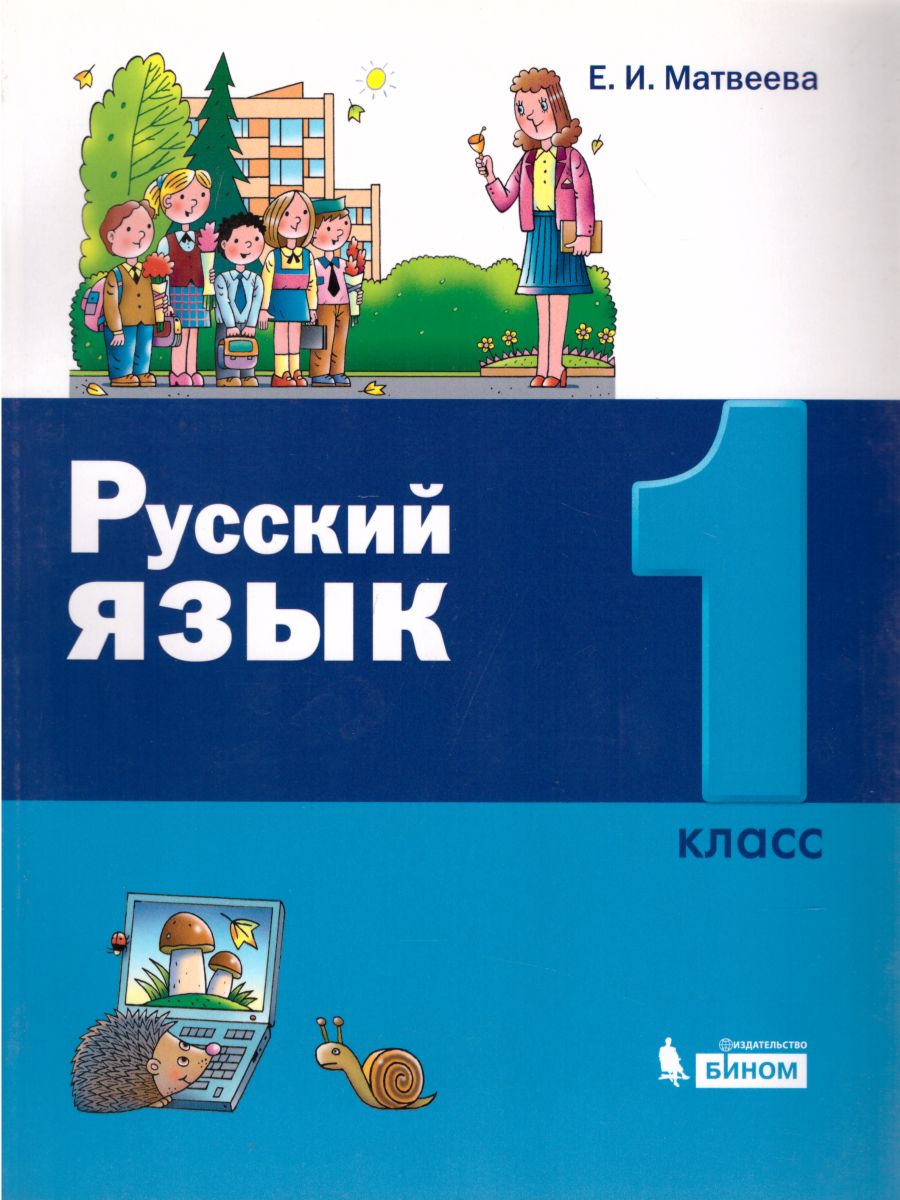 Е. И. Матвеева
Русский
язык
1
класс
издательство
БИНОМ